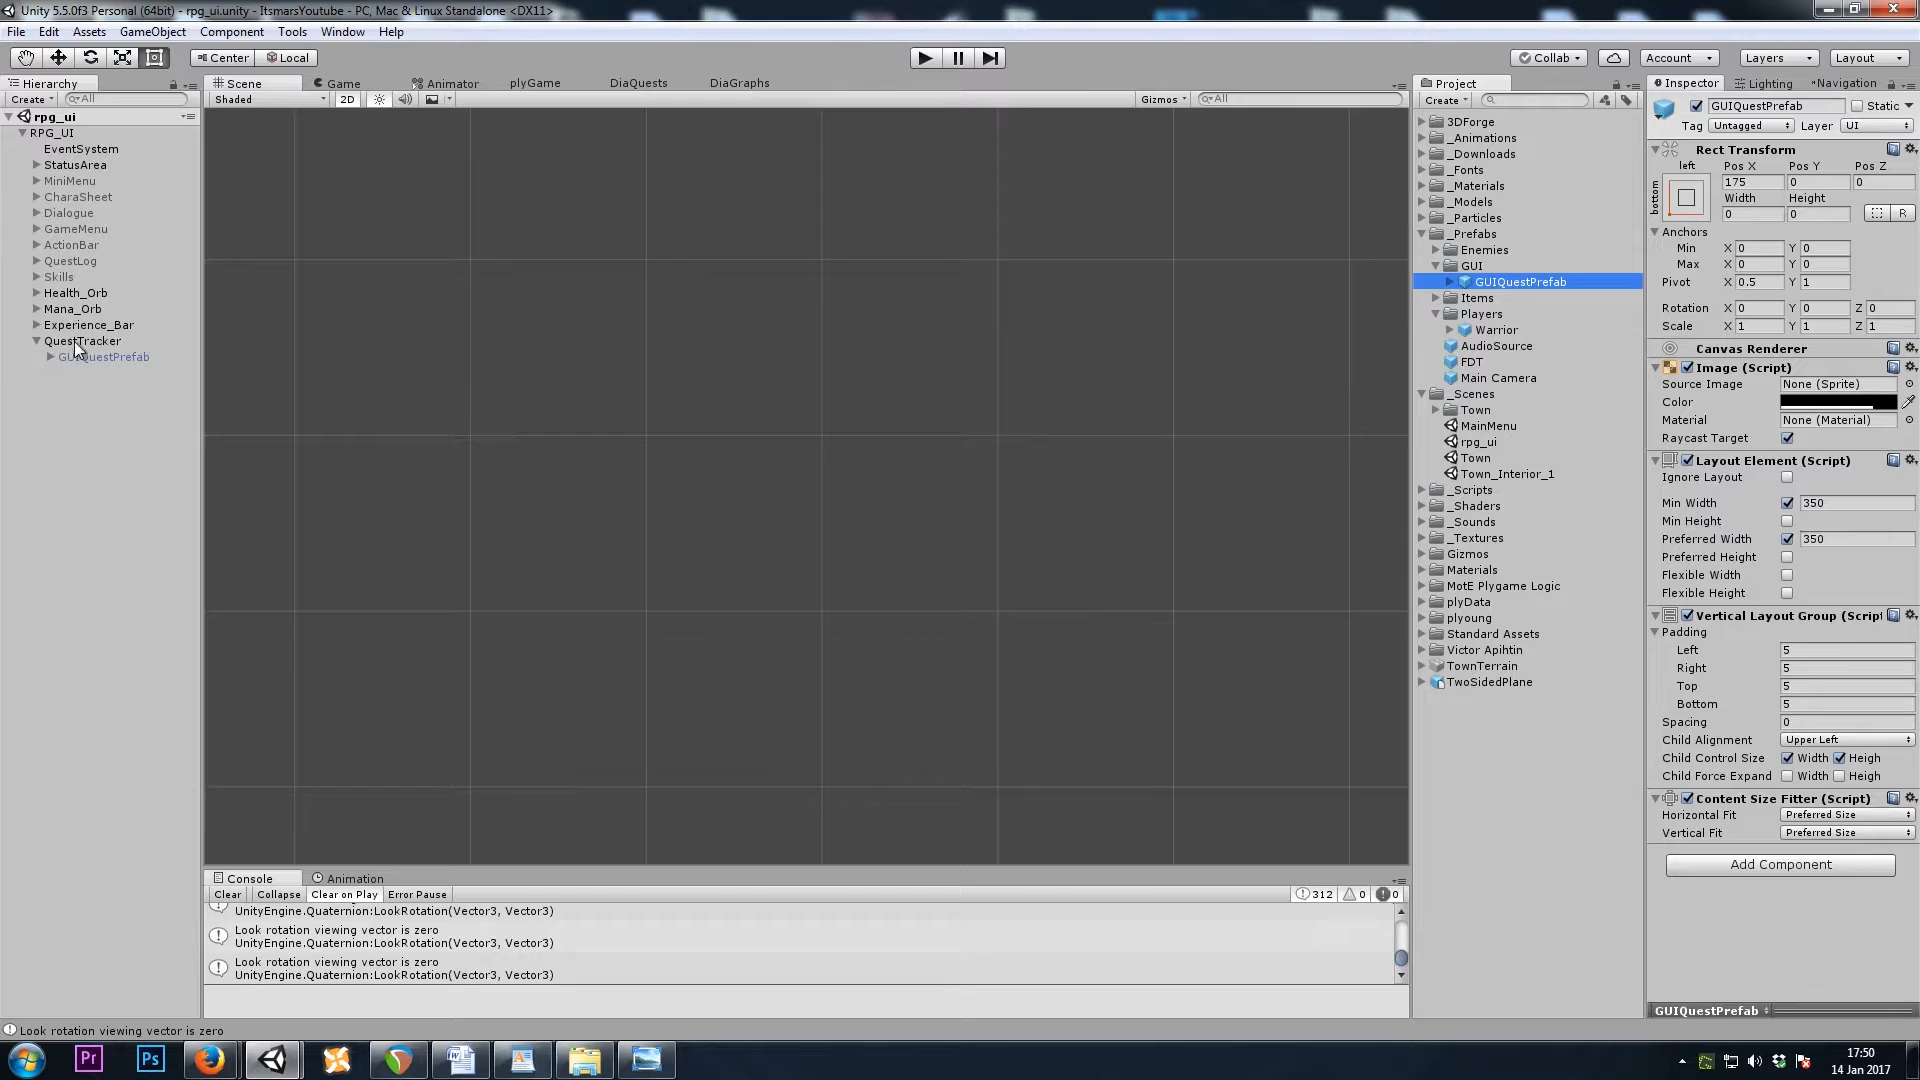 Unity 5.5.0f3 Personal (64bit) - rpg_ui.unity - ItsmarsYoutube - PC, Mac & Linux Standalone <DX11>
File Edit Assets GameObject Component Tools Window Help
Center Local Collab Account Layers Layout
Hierarchy
Create All
rpg_ui
RPG_UI
EventSystem
StatusArea
MiniMenu
CharaSheet
Dialogue
GameMenu
ActionBar
QuestLog
Skills
Health_Orb
Mana_Orb
Experience_Bar
QuestTracker
GUIQuestPrefab
Scene Game Animator plyGame DiaQuests DiaGraphs
Shaded 2D Gizmos All
Console Animation
Clear Collapse Clear on Play Error Pause 312 0 0
UnityEngine.Quaternion:LookRotation(Vector3, Vector3)
Look rotation viewing vector is zero
UnityEngine.Quaternion:LookRotation(Vector3, Vector3)
Look rotation viewing vector is zero
UnityEngine.Quaternion:LookRotation(Vector3, Vector3)
Project
Create
3DForge
_Animations
_Downloads
_Fonts
_Materials
_Models
_Particles
_Prefabs
Enemies
GUI
GUIQuestPrefab
Items
Players
Warrior
AudioSource
FDT
Main Camera
_Scenes
Town
MainMenu
rpg_ui
Town
Town_Interior_1
_Scripts
_Shaders
_Sounds
_Textures
Gizmos
Materials
MotE Plygame Logic
plyData
plyoung
Standard Assets
Victor Apihtin
TownTerrain
TwoSidedPlane
Inspector Lighting Navigation
GUIQuestPrefab Static
Tag Untagged Layer UI
Rect Transform
left Pos X Pos Y Pos Z
175 0 0
bottom
Width Height
0 0 R
Anchors
Min X 0 Y 0
Max X 0 Y 0
Pivot X 0.5 Y 1
Rotation X 0 Y 0 Z 0
Scale X 1 Y 1 Z 1
Canvas Renderer
Image (Script)
Source Image None (Sprite)
Color
Material None (Material)
Raycast Target
Layout Element (Script)
Ignore Layout
Min Width 350
Min Height
Preferred Width 350
Preferred Height
Flexible Width
Flexible Height
Vertical Layout Group (Script
Padding
Left 5
Right 5
Top 5
Bottom 5
Spacing 0
Child Alignment Upper Left
Child Control Size Width Heigh
Child Force Expand Width Heigh
Content Size Fitter (Script)
Horizontal Fit Preferred Size
Vertical Fit Preferred Size
Add Component
GUIQuestPrefab
Look rotation viewing vector is zero
Pr Ps W A
17:50
14 Jan 2017